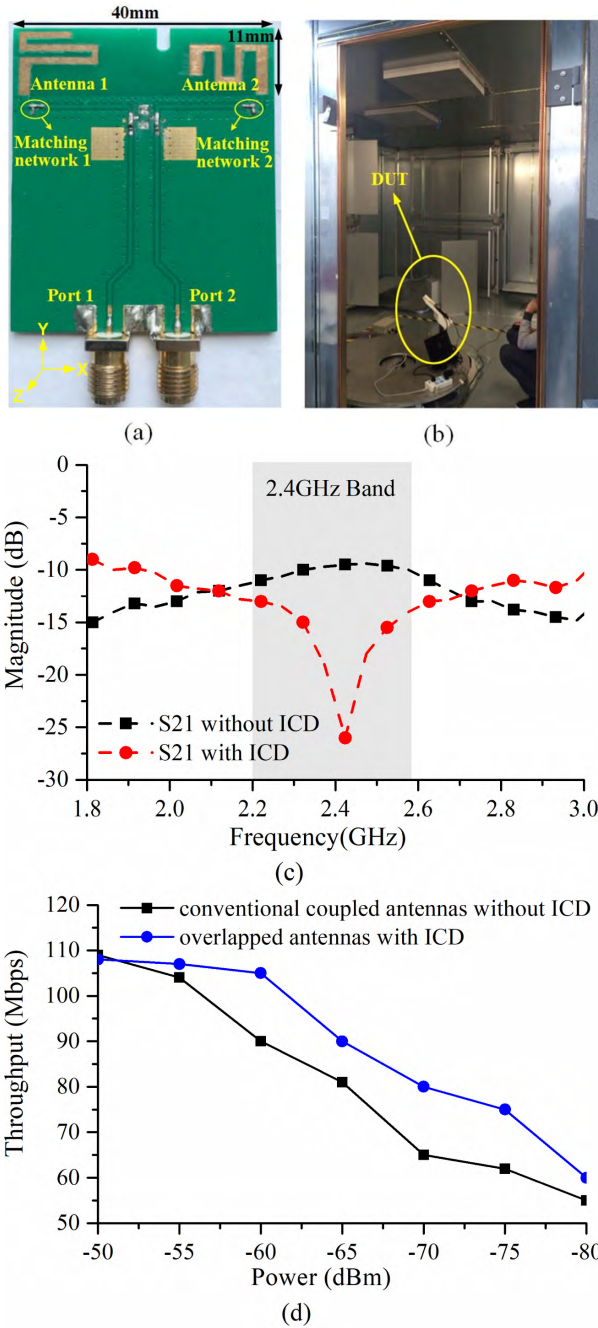 40mm
11mm
Antenna 1
Antenna 2
Matching
network 1
Matching
network 2
Port 1
Port 2
Y
X
Z
(a)
DUT
(b)
0
-5
-10
-15
-20
-25
-30
Magnitude (dB)
2.4GHz Band
S21 without ICD
S21 with ICD
1.8 2.0 2.2 2.4 2.6 2.8 3.0
Frequency(GHz)
(c)
120
110
100
90
80
70
60
50
Throughput (Mbps)
conventional coupled antennas without ICD
overlapped antennas with ICD
-50 -55 -60 -65 -70 -75 -80
Power (dBm)
(d)